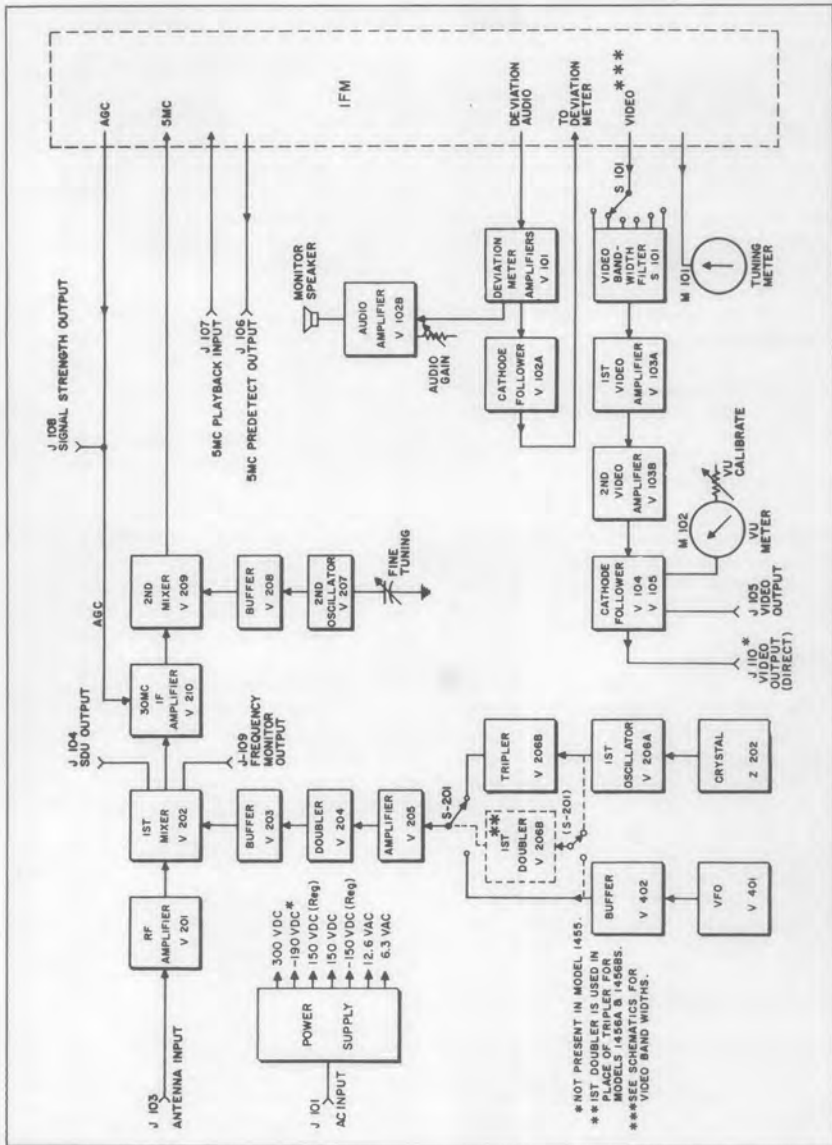 J 103
ANTENNA INPUT
RF
AMPLIFIER
V 201
J 104
SDU OUTPUT
1ST
MIXER
V 202
J-109
FREQUENCY
MONITOR
OUTPUT
AGC
30MC
IF
AMPLIFIER
V 210
2ND
MIXER
V 209
J 108
SIGNAL STRENGTH OUTPUT
AGC
5MC
J 107
5MC PLAYBACK INPUT
J 106
5MC PREDETECT OUTPUT
IFM
BUFFER
V 203
DOUBLER
V 204
AMPLIFIER
V 205
S-201
BUFFER
V 208
2ND
OSCILLATOR
V 207
FINE
TUNING
MONITOR
SPEAKER
AUDIO
AMPLIFIER
V 102B
AUDIO
GAIN
DEVIATION
METER
AMPLIFIERS
V 101
DEVIATION
AUDIO
CATHODE
FOLLOWER
V 102A
TO
DEVIATION
METER
J 101
AC INPUT
POWER
SUPPLY
300 VDC
-190 VDC*
150 VDC (Reg)
150 VDC
-150 VDC (Reg)
12.6 VAC
6.3 VAC
**
1ST
DOUBLER
V 206B
(S-201)
TRIPLER
V 206B
1ST
OSCILLATOR
V 206A
CRYSTAL
Z 202
BUFFER
V 402
VFO
V 401
VIDEO ***
S 101
VIDEO
BAND-
WIDTH
FILTER
S 101
1ST
VIDEO
AMPLIFIER
V 103A
2ND
VIDEO
AMPLIFIER
V 103B
CATHODE
FOLLOWER
V 104
V 105
M 102
VU
METER
VU
CALIBRATE
M 101
TUNING
METER
J 105
VIDEO OUTPUT
J 110 *
VIDEO
OUTPUT
(DIRECT)
* NOT PRESENT IN MODEL 1455.
** 1ST DOUBLER IS USED IN
PLACE OF TRIPLER FOR
MODELS 1456A & 1456BS.
*** SEE SCHEMATICS FOR
VIDEO BAND WIDTHS.